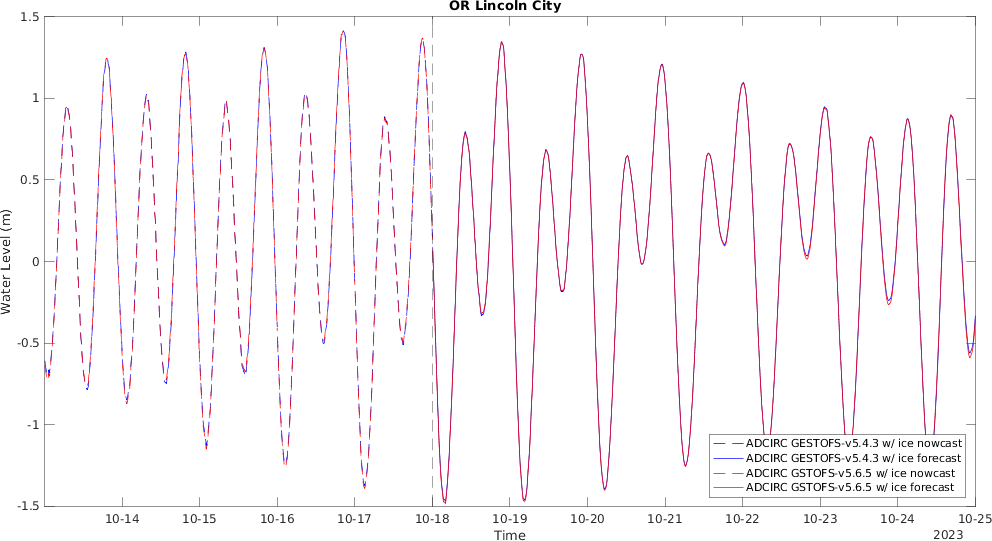 OR Lincoln City
1.5
1
0.5
0
-0.5
-1
-1.5
Water Level (m)
10-14 10-15 10-16 10-17 10-18 10-19 10-20 10-21 10-22 10-23 10-24 10-25
Time
2023
ADCIRC GESTOFS-v5.4.3 w/ ice nowcast
ADCIRC GESTOFS-v5.4.3 w/ ice forecast
ADCIRC GSTOFS-v5.6.5 w/ ice nowcast
ADCIRC GSTOFS-v5.6.5 w/ ice forecast